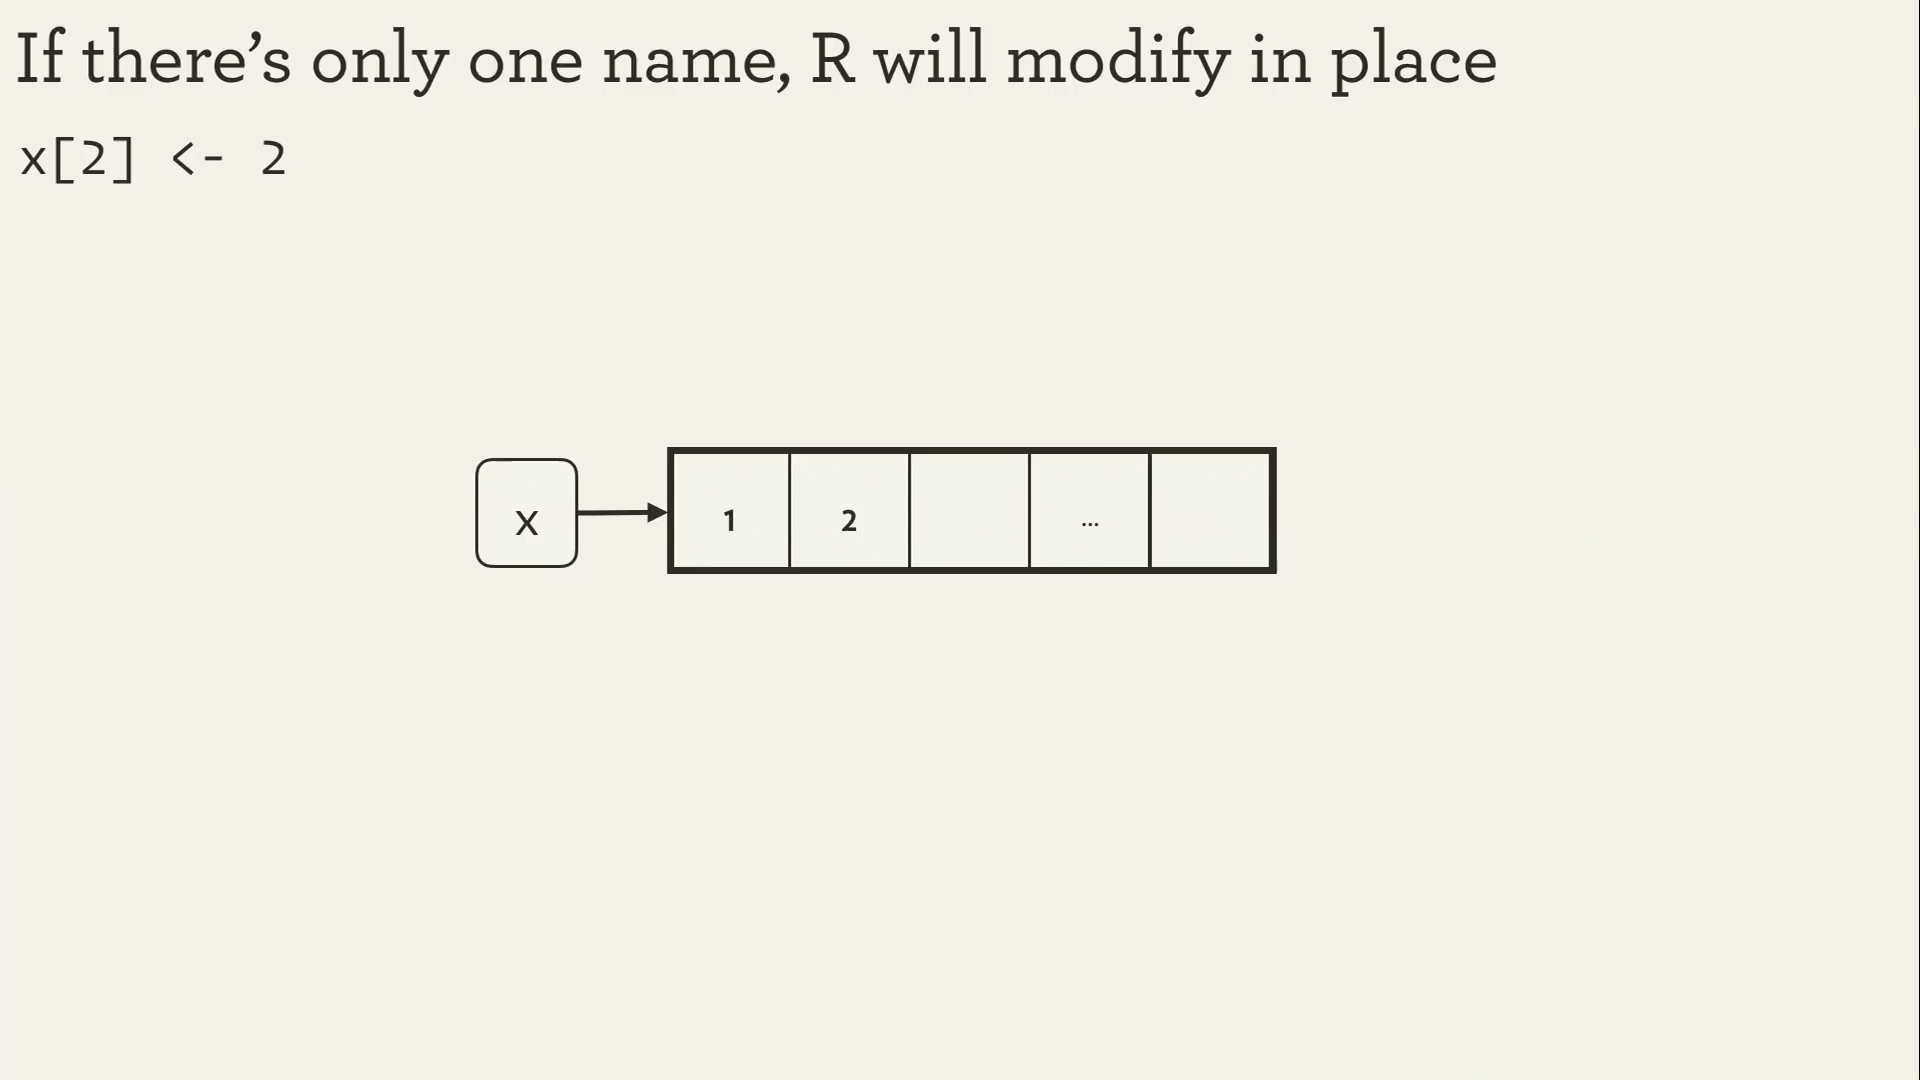 If there’s only one name, R will modify in place
x[2] <- 2
x 1 2 ...